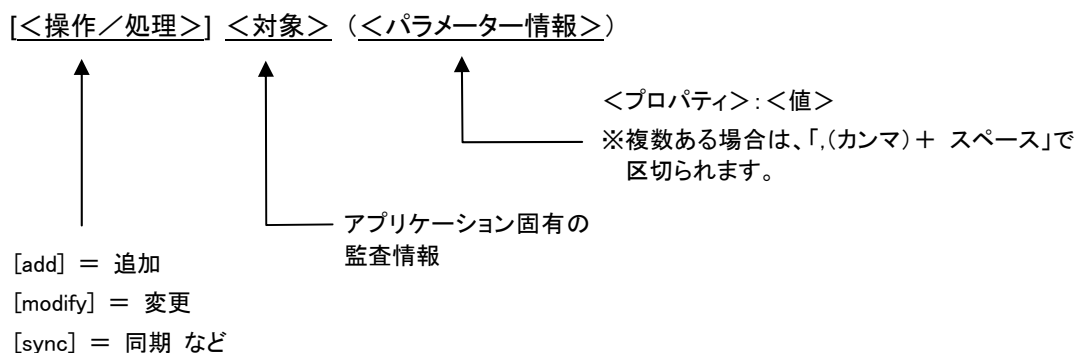 [＜操作／処理＞] ＜対象＞ （＜パラメーター情報＞）
＜プロパティ＞：＜値＞
※複数ある場合は、「,(カンマ)＋ スペース」で
区切られます。
アプリケーション固有の
監査情報
[add] ＝ 追加
[modify] ＝ 変更
[sync] ＝ 同期 など